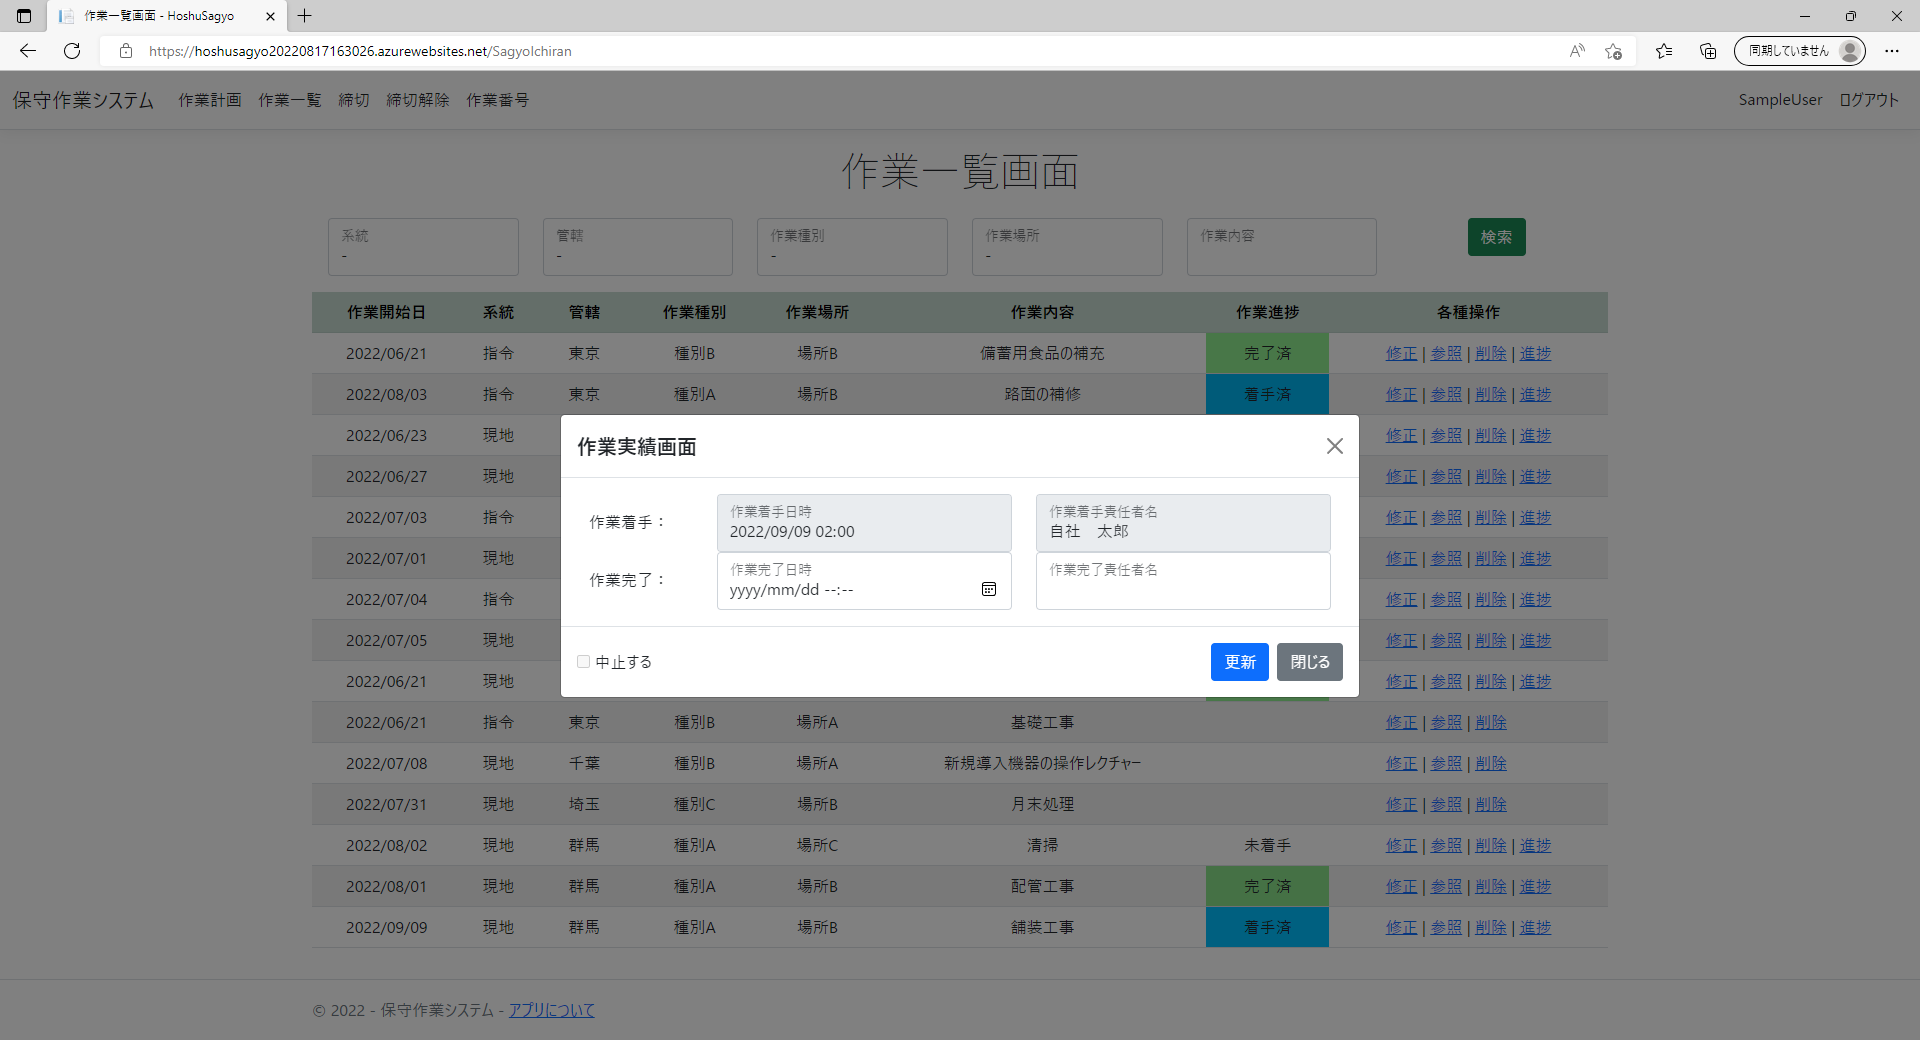 作業一覧画面 - HoshuSagyo
https://hoshusagyo20220817163026.azurewebsites.net/SagyoIchiran
同期していません
保守作業システム 作業計画 作業一覧 締切 締切解除 作業番号 SampleUser ログアウト
作業一覧画面
系統 管轄 作業種別 作業場所 作業内容 検索
- - - -
作業開始日 系統 管轄 作業種別 作業場所 作業内容 作業進捗 各種操作
2022/06/21 指令 東京 種別B 場所B 備蓄用食品の補充 完了済 修正 | 参照 | 削除 | 進捗
2022/08/03 指令 東京 種別A 場所B 路面の補修 着手済 修正 | 参照 | 削除 | 進捗
2022/06/23 現地 修正 | 参照 | 削除 | 進捗
2022/06/27 現地 修正 | 参照 | 削除 | 進捗
2022/07/03 指令 修正 | 参照 | 削除 | 進捗
2022/07/01 現地 修正 | 参照 | 削除 | 進捗
2022/07/04 指令 修正 | 参照 | 削除 | 進捗
2022/07/05 現地 修正 | 参照 | 削除 | 進捗
2022/06/21 現地 修正 | 参照 | 削除 | 進捗
2022/06/21 指令 東京 種別B 場所A 基礎工事 修正 | 参照 | 削除
2022/07/08 現地 千葉 種別B 場所A 新規導入機器の操作レクチャー 修正 | 参照 | 削除
2022/07/31 現地 埼玉 種別C 場所B 月末処理 修正 | 参照 | 削除
2022/08/02 現地 群馬 種別A 場所C 清掃 未着手 修正 | 参照 | 削除 | 進捗
2022/08/01 現地 群馬 種別A 場所B 配管工事 完了済 修正 | 参照 | 削除 | 進捗
2022/09/09 現地 群馬 種別A 場所B 舗装工事 着手済 修正 | 参照 | 削除 | 進捗
作業実績画面
作業着手: 作業着手日時 作業着手責任者名
2022/09/09 02:00 自社 太郎
作業完了: 作業完了日時 作業完了責任者名
yyyy/mm/dd --:--
中止する 更新 閉じる
© 2022 - 保守作業システム - アプリについて